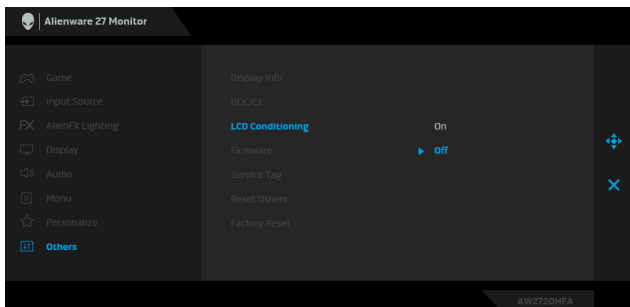 Alienware 27 Monitor
Game
Input Source
AlienFX Lighting
Display
Audio
Menu
Personalize
Others
Display Info
DDC/CI
LCD Conditioning
On
Firmware
Off
Service Tag
Reset Others
Factory Reset
AW2720HFA